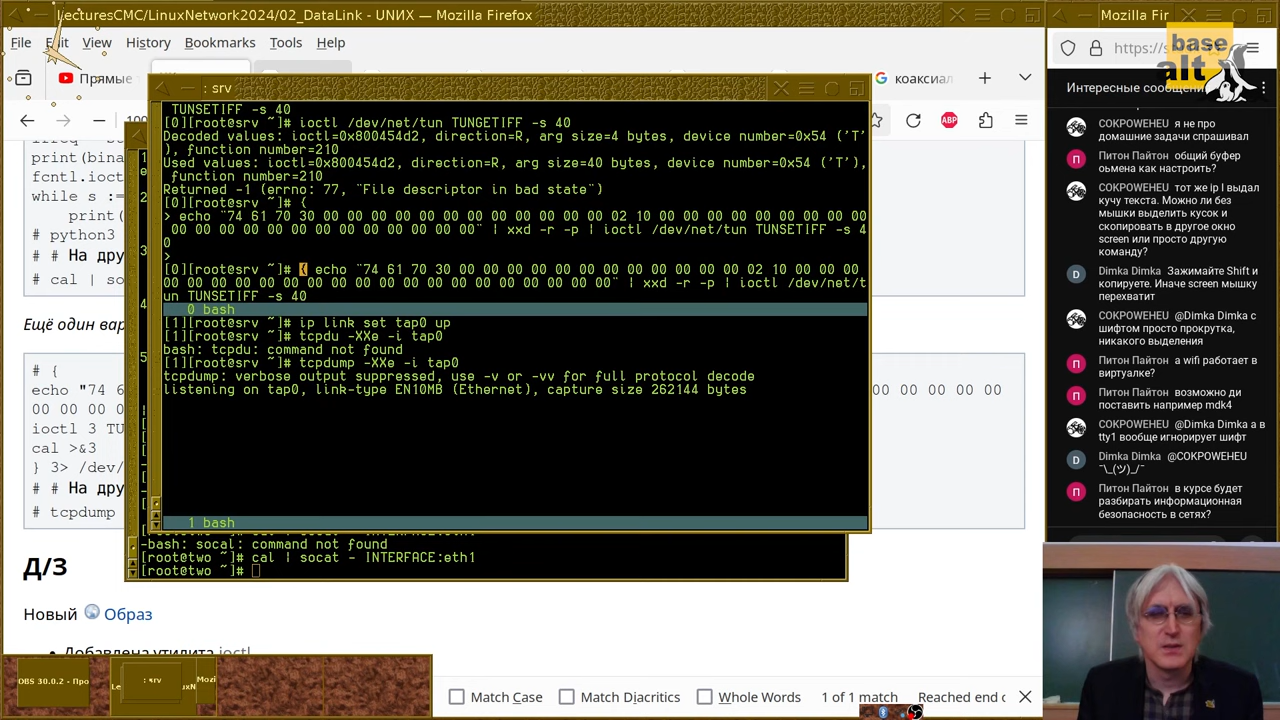 LecturesCMC/LinuxNetwork2024/02_DataLink - UNИX — Mozilla Firefox
Mozilla Fir
File Edit View History Bookmarks Tools Help
Прямые
коаксиал
https://s
base
alt
: srv
Интересные сообщени
TUNSETIFF -s 40
[0][root@srv ~]# ioctl /dev/net/tun TUNGETIFF -s 40
Decoded values: ioctl=0x800454d2, direction=R, arg size=4 bytes, device number=0x54 ('T'
), function number=210
Used values: ioctl=0x800454d2, direction=R, arg size=40 bytes, device number=0x54 ('T'),
function number=210
Returned -1 (errno: 77, "File descriptor in bad state")
[0][root@srv ~]# {
> echo "74 61 70 30 00 00 00 00 00 00 00 00 00 00 00 00 02 10 00 00 00 00 00 00 00 00
00 00 00 00 00 00 00 00 00 00 00 00 00 00" | xxd -r -p | ioctl /dev/net/tun TUNSETIFF -s 4
0
>
[0][root@srv ~]# { echo "74 61 70 30 00 00 00 00 00 00 00 00 00 00 00 00 02 10 00 00 00
00 00 00 00 00 00 00 00 00 00 00 00 00 00 00 00 00 00 00" | xxd -r -p | ioctl /dev/net/t
un TUNSETIFF -s 40
0 bash
[1][root@srv ~]# ip link set tap0 up
[1][root@srv ~]# tcpdu -XXe -i tap0
bash: tcpdu: command not found
[1][root@srv ~]# tcpdump -XXe -i tap0
tcpdump: verbose output suppressed, use -v or -vv for full protocol decode
listening on tap0, link-type EN10MB (Ethernet), capture size 262144 bytes
1 bash
-bash: socal: command not found
[root@two ~]# cal | socat - INTERFACE:eth1
[root@two ~]#
print(bina
fcntl.ioct
while s :=
print(
# python3
# # На дру
# cal | so
Ещё один вар
# {
echo "74 6
00 00 0
00 00 00 00
ioctl 3 TU
cal >&3
} 3> /dev/
# # На дру
# tcpdump
Д/З
Новый Образ
Добавлена утилита ioctl
COKPOWEHEU я не про
домашние задачи спрашивал
Питон Пайтон общий буфер
оьмена как настроить?
COKPOWEHEU тот же ip l выдал
кучу текста. Можно ли без
мышки выделить кусок и
скопировать в другое окно
screen или просто другую
команду?
Dimka Dimka Зажимайте Shift и
копируете. Иначе screen мышку
перехватит
COKPOWEHEU @Dimka Dimka с
шифтом просто прокрутка,
никакого выделения
Питон Пайтон а wifi работает в
виртуалке?
Питон Пайтон возможно ди
поставить например mdk4
COKPOWEHEU @Dimka Dimka а в
tty1 вообще игнорирует шифт
Dimka Dimka @COKPOWEHEU
¯\_(ツ)_/¯
Питон Пайтон в курсе будет
разбирать информационная
безопасность в сетях?
OBS 30.0.2 - Про
: srv
Mozi
Match Case Match Diacritics Whole Words 1 of 1 match Reached end o